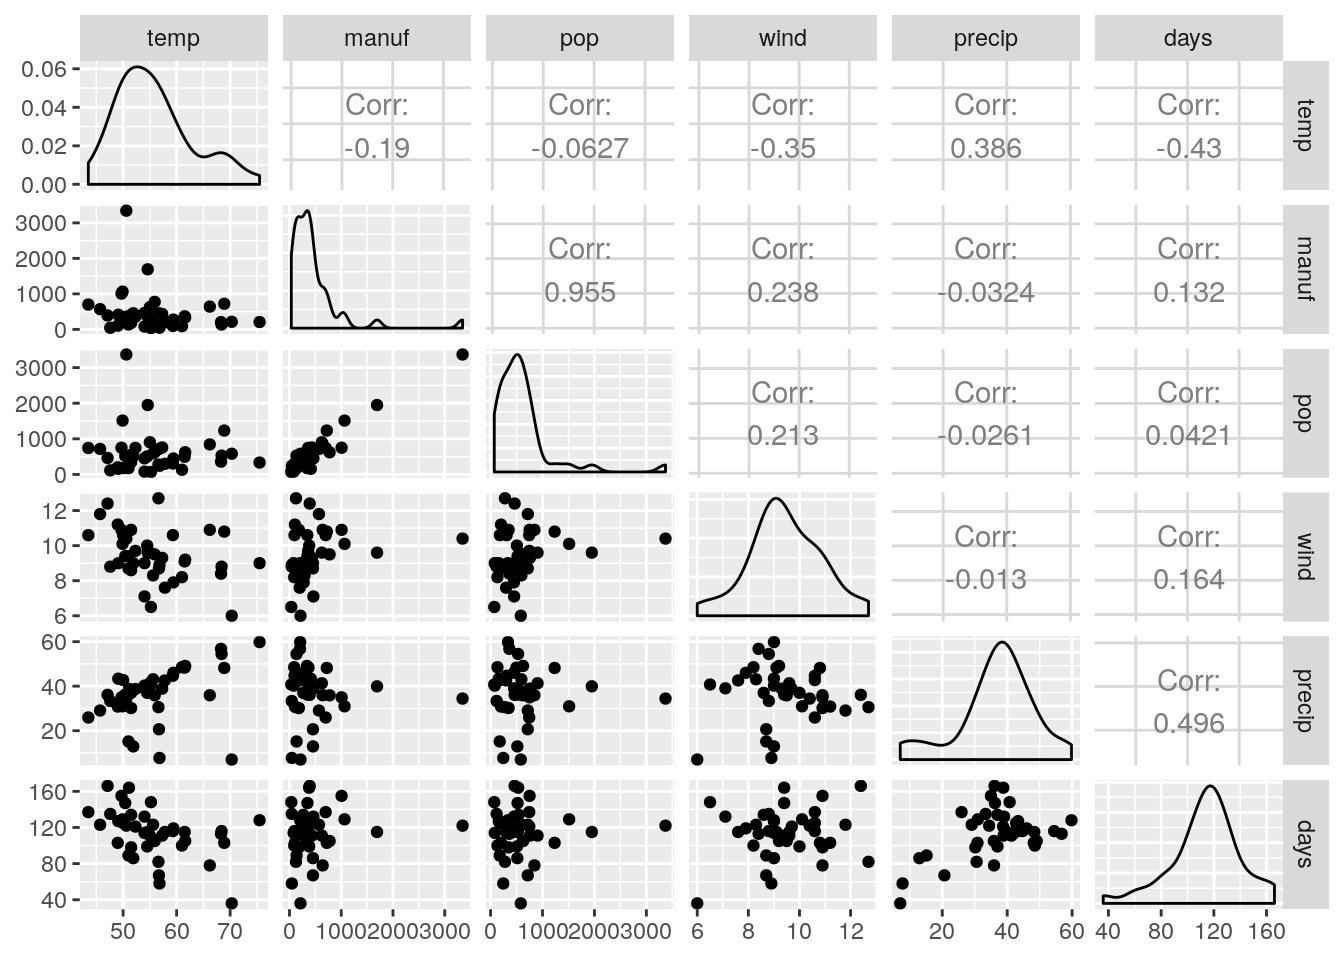 temp manuf pop wind precip days
0.06
0.04
0.02
0.00
Corr: Corr: Corr: Corr: Corr:
-0.19 -0.0627 -0.35 0.386 -0.43
temp
3000
2000
1000
0
Corr: Corr: Corr: Corr:
0.955 0.238 -0.0324 0.132
manuf
3000
2000
1000
0
Corr: Corr: Corr:
0.213 -0.0261 0.0421
pop
12
10
8
6
Corr: Corr:
-0.013 0.164
wind
60
40
20
Corr:
0.496
precip
160
120
80
40
days
50 60 70 0 1000 2000 3000 0 1000 2000 3000 6 8 10 12 20 40 60 40 80 120 160